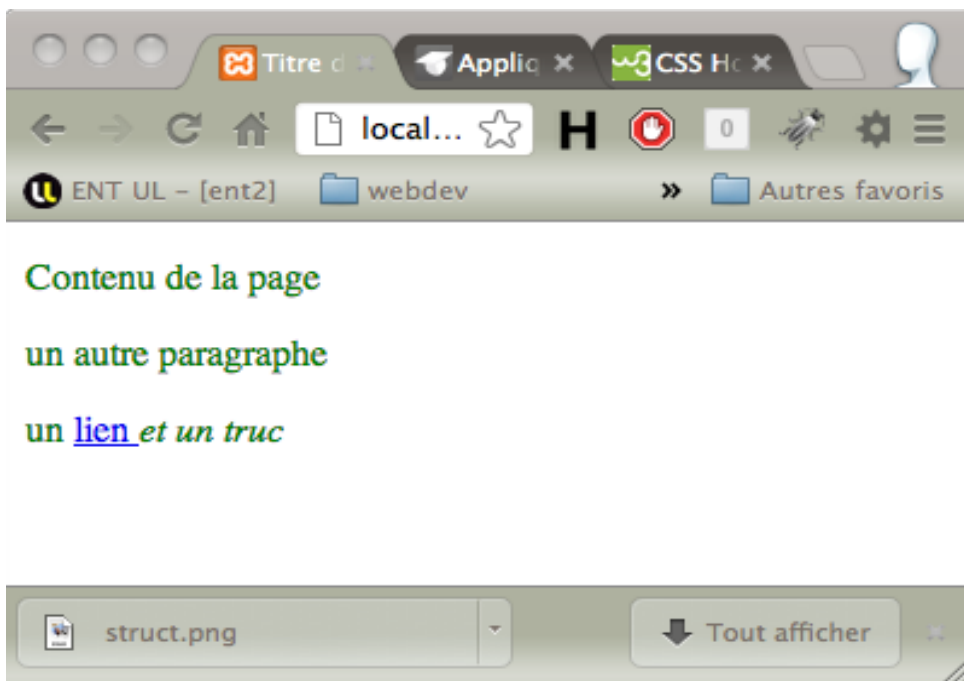 Titre d Appliq CSS Ho
local... H 0
ENT UL – [ent2] webdev » Autres favoris
Contenu de la page
un autre paragraphe
un lien et un truc
struct.png Tout afficher